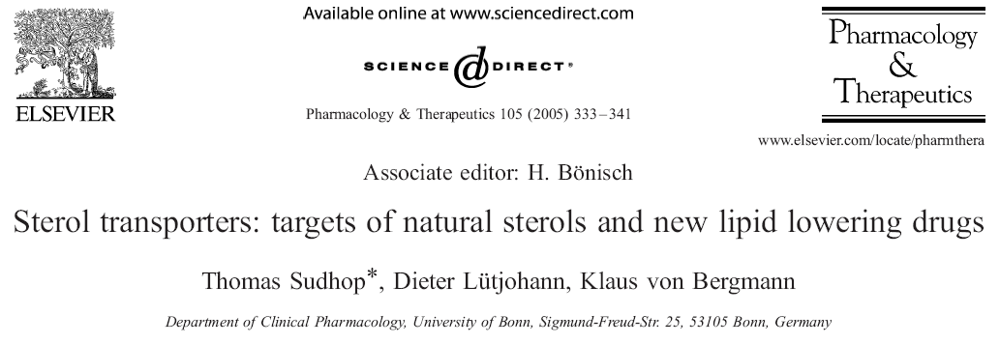 Available online at www.sciencedirect.com
SCIENCE DIRECT®
ELSEVIER
Pharmacology
&
Therapeutics
Pharmacology & Therapeutics 105 (2005) 333–341
www.elsevier.com/locate/pharmthera
Associate editor: H. Bönisch
Sterol transporters: targets of natural sterols and new lipid lowering drugs
Thomas Sudhop*, Dieter Lütjohann, Klaus von Bergmann
Department of Clinical Pharmacology, University of Bonn, Sigmund-Freud-Str. 25, 53105 Bonn, Germany